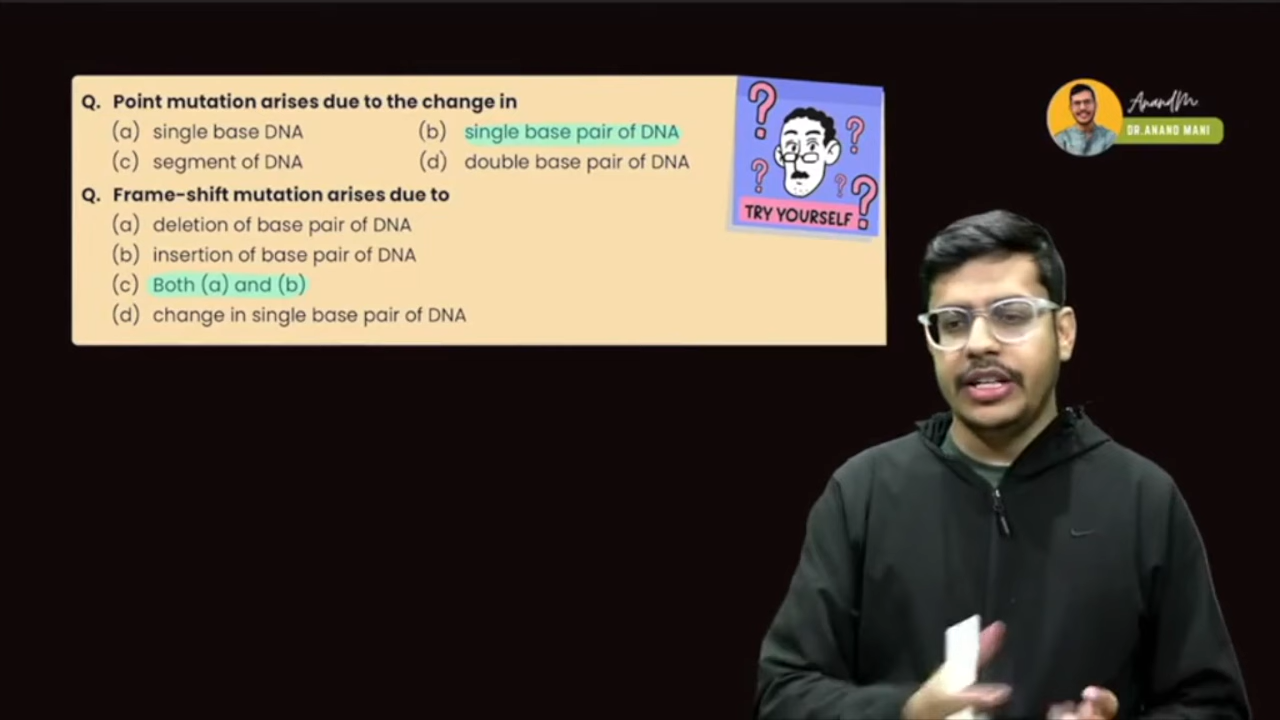 Q. Point mutation arises due to the change in
(a) single base DNA (b) single base pair of DNA
(c) segment of DNA (d) double base pair of DNA
Q. Frame-shift mutation arises due to
(a) deletion of base pair of DNA
(b) insertion of base pair of DNA
(c) Both (a) and (b)
(d) change in single base pair of DNA
? ? ? ? ?
TRY YOURSELF
AnandM
DR.ANAND MANI